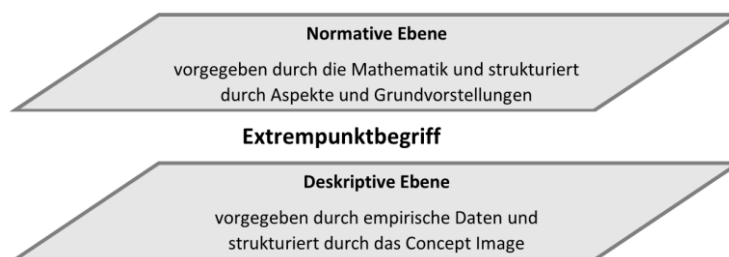 Normative Ebene
vorgegeben durch die Mathematik und strukturiert
durch Aspekte und Grundvorstellungen
Extrempunktbegriff
Deskriptive Ebene
vorgegeben durch empirische Daten und
strukturiert durch das Concept Image